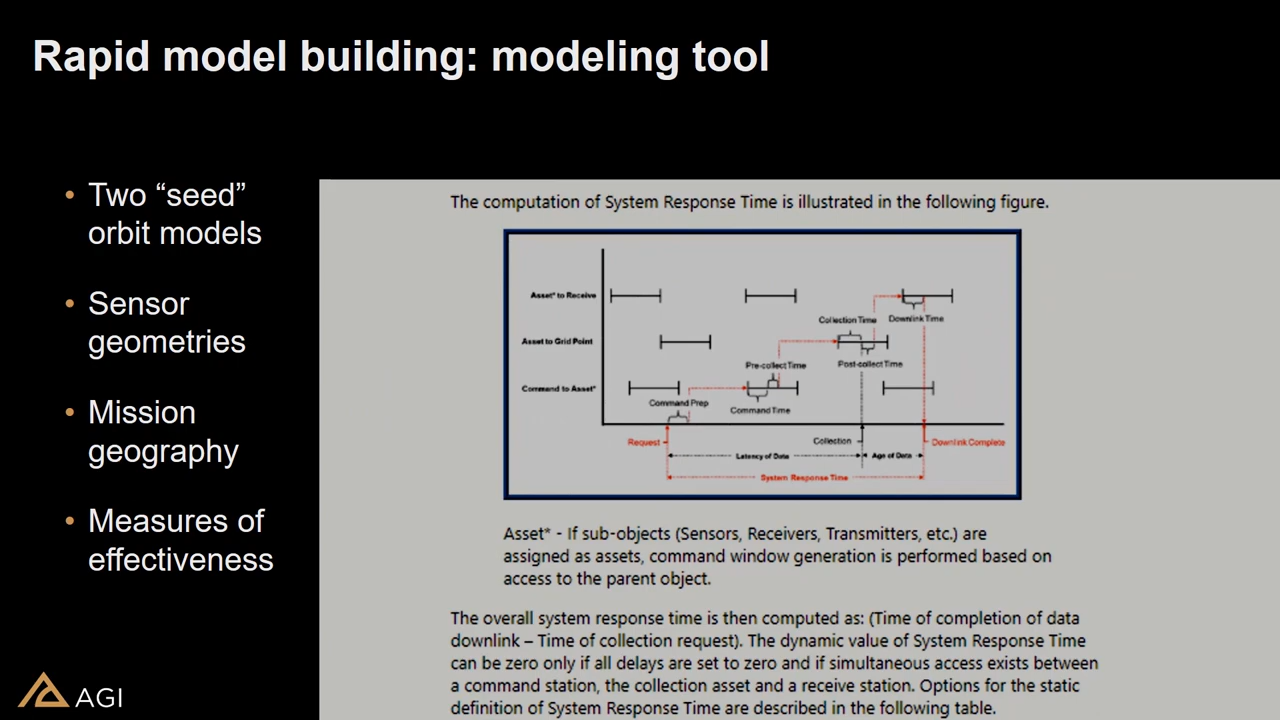 Rapid model building: modeling tool
• Two “seed”
orbit models
• Sensor
geometries
• Mission
geography
• Measures of
effectiveness
The computation of System Response Time is illustrated in the following figure.
Asset* to Receive
Collection Time
Downlink Time
Asset to Grid Point
Pre-collect Time
Post-collect Time
Command to Asset*
Command Prep
Command Time
Request
Collection
Downlink Complete
Latency of Data
Age of Data
System Response Time
Asset* - If sub-objects (Sensors, Receivers, Transmitters, etc.) are
assigned as assets, command window generation is performed based on
access to the parent object.
The overall system response time is then computed as: (Time of completion of data
downlink – Time of collection request). The dynamic value of System Response Time
can be zero only if all delays are set to zero and if simultaneous access exists between
a command station, the collection asset and a receive station. Options for the static
definition of System Response Time are described in the following table.
AGI